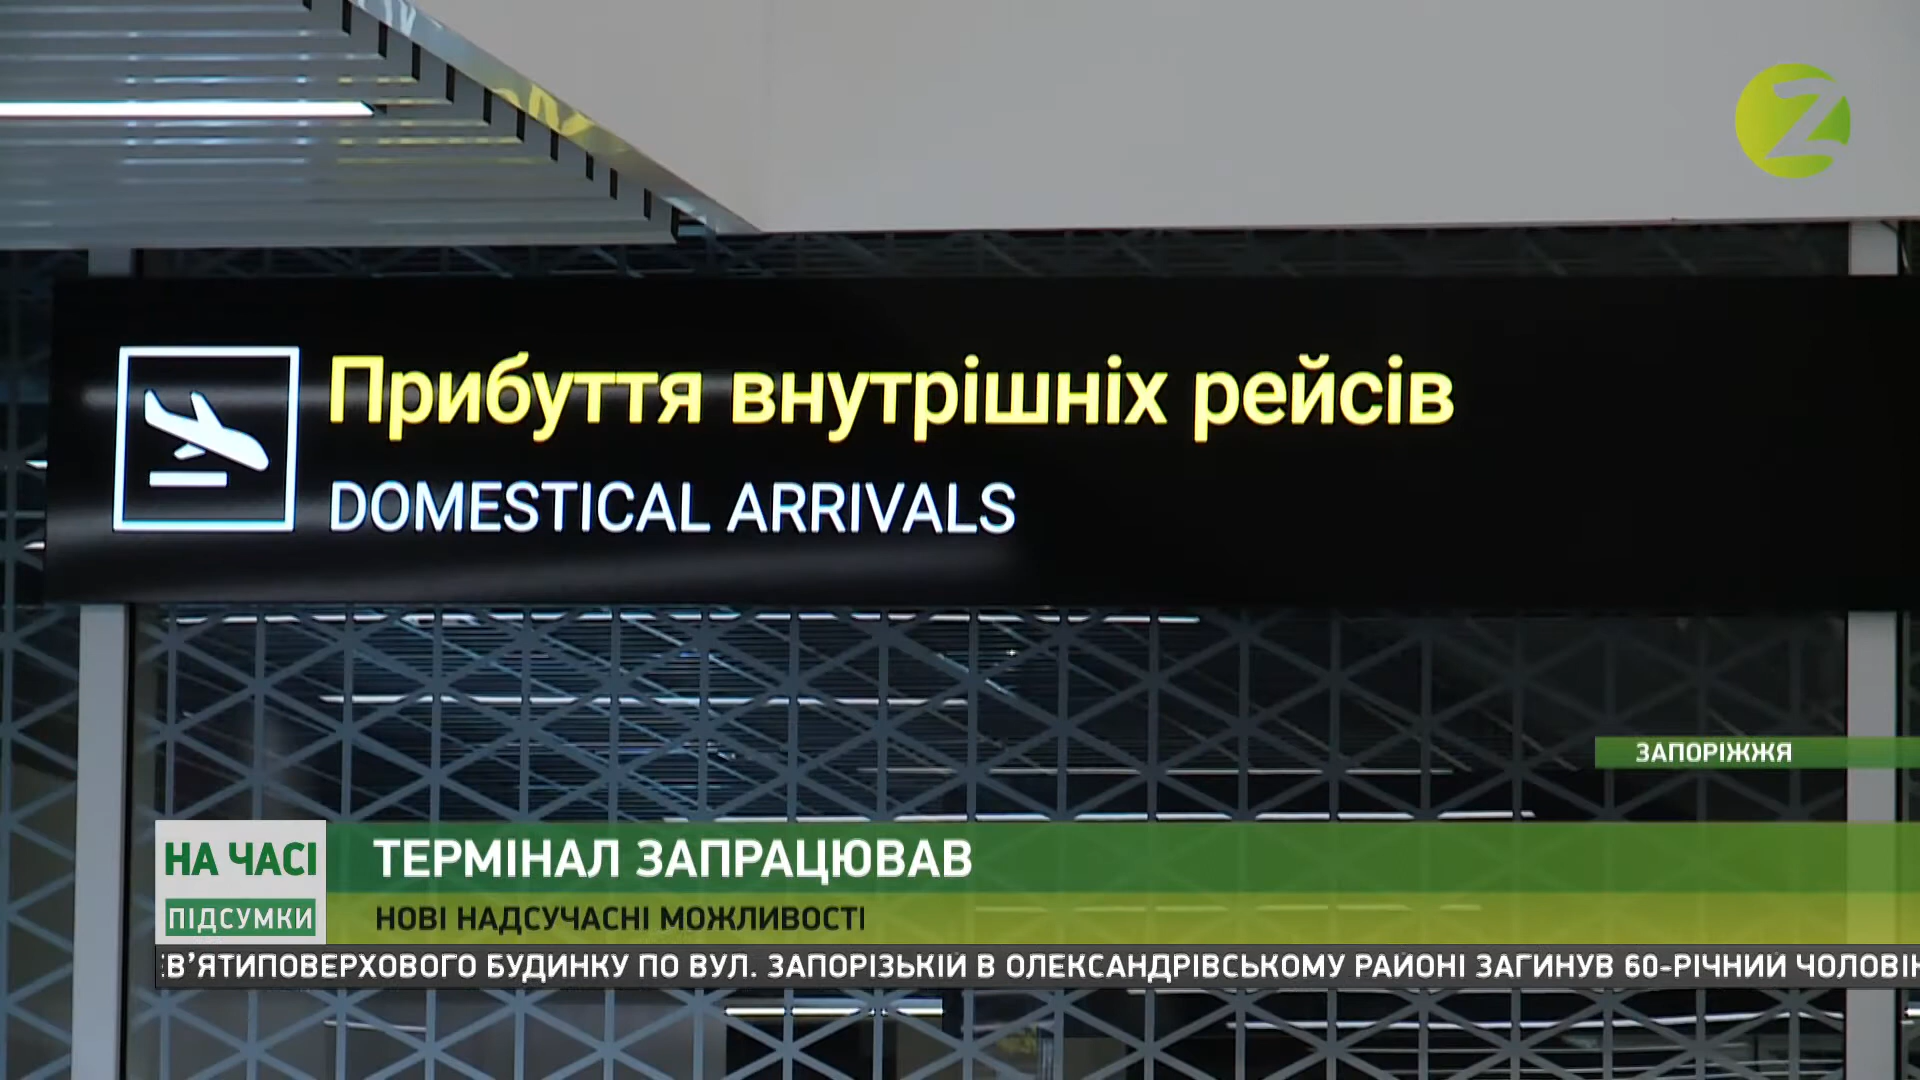 Прибуття внутрішніх рейсів
DOMESTICAL ARRIVALS
ЗАПОРІЖЖЯ
НА ЧАСІ
ПІДСУМКИ
ТЕРМІНАЛ ЗАПРАЦЮВАВ
НОВІ НАДСУЧАСНІ МОЖЛИВОСТІ
В’ЯТИПОВЕРХОВОГО БУДИНКУ ПО ВУЛ. ЗАПОРІЗЬКІЙ В ОЛЕКСАНДРІВСЬКОМУ РАЙОНІ ЗАГИНУВ 60-РІЧНИЙ ЧОЛОВІ